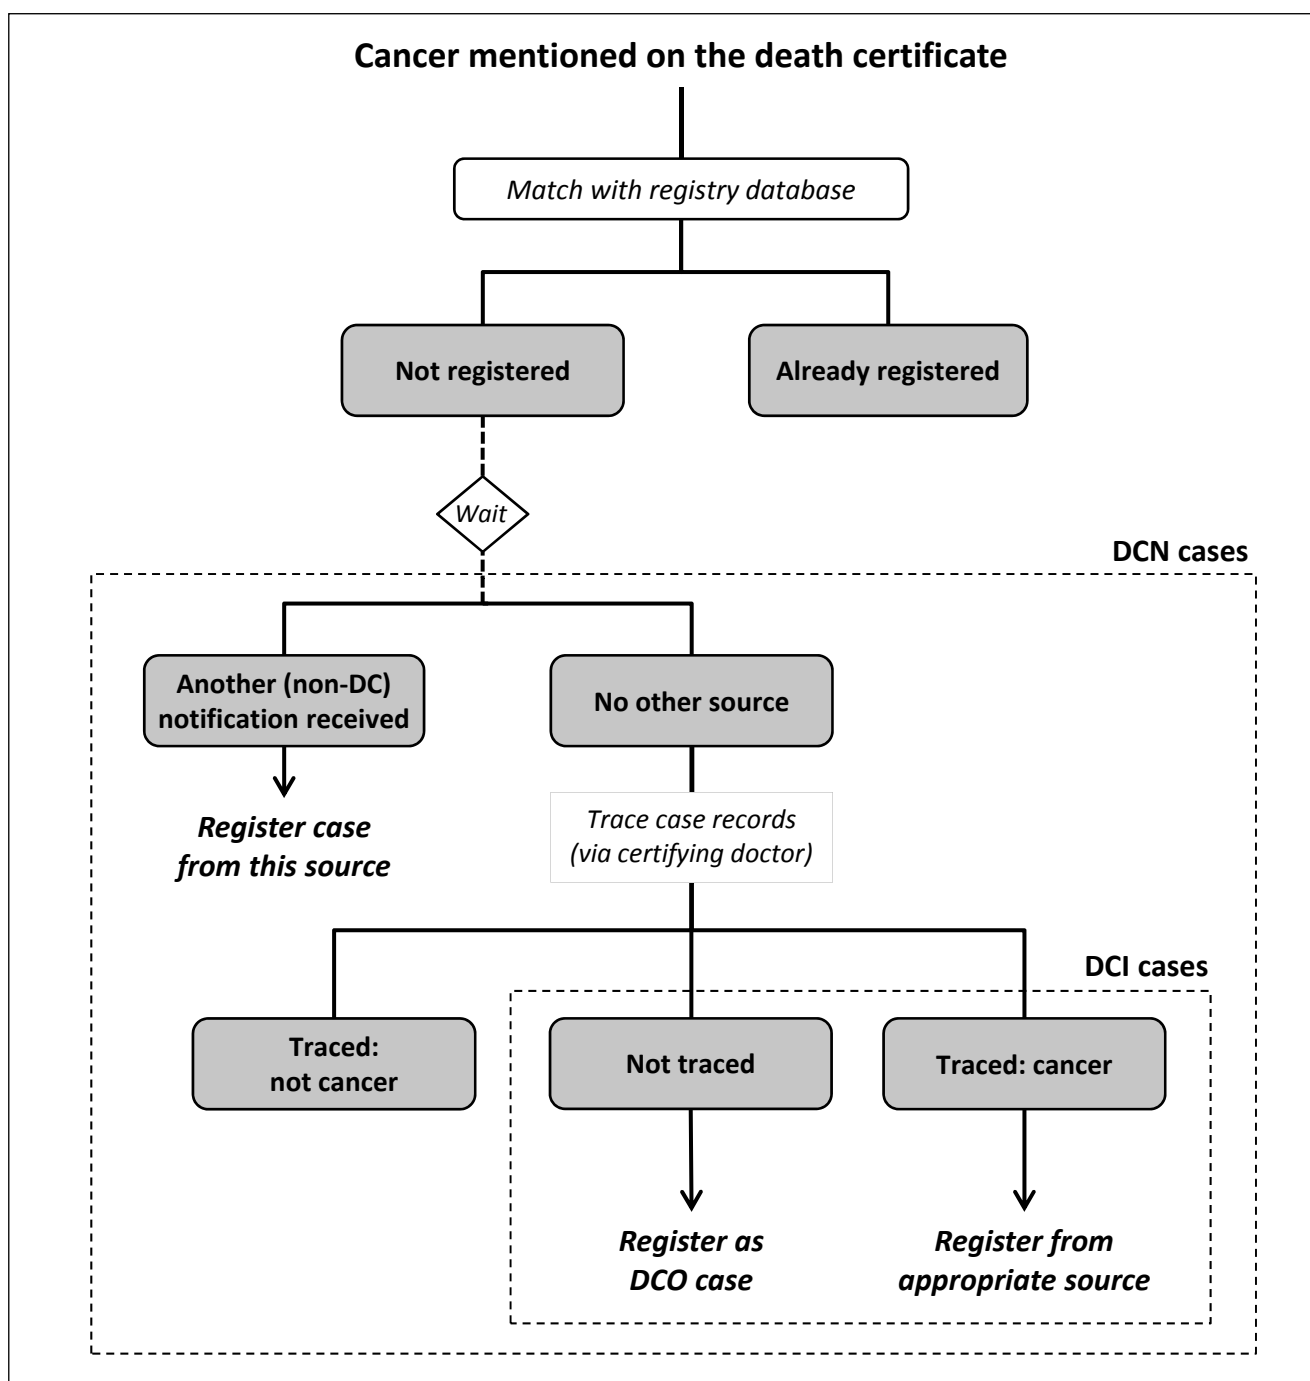 Cancer mentioned on the death certificate
Match with registry database
Not registered
Already registered
Wait
DCN cases
Another (non-DC)
notification received
No other source
Register case
from this source
Trace case records
(via certifying doctor)
DCI cases
Traced:
not cancer
Not traced
Traced: cancer
Register as
DCO case
Register from
appropriate source